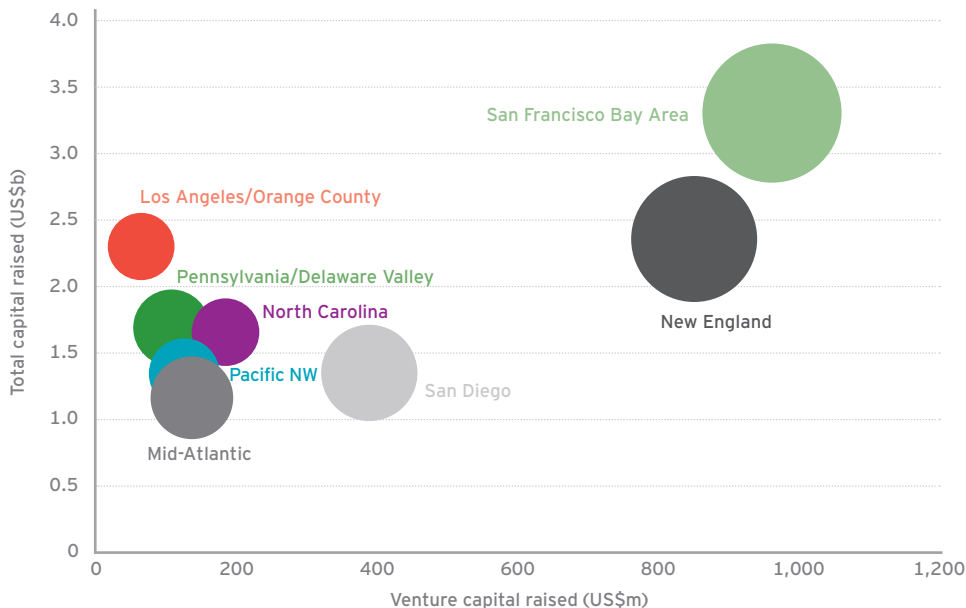 Total capital raised (US$b)
4.0
3.5
3.0
2.5
2.0
1.5
1.0
0.5
0
San Francisco Bay Area
Los Angeles/Orange County
Pennsylvania/Delaware Valley
North Carolina
New England
Pacific NW
San Diego
Mid-Atlantic
0 200 400 600 800 1,000 1,200
Venture capital raised (US$m)